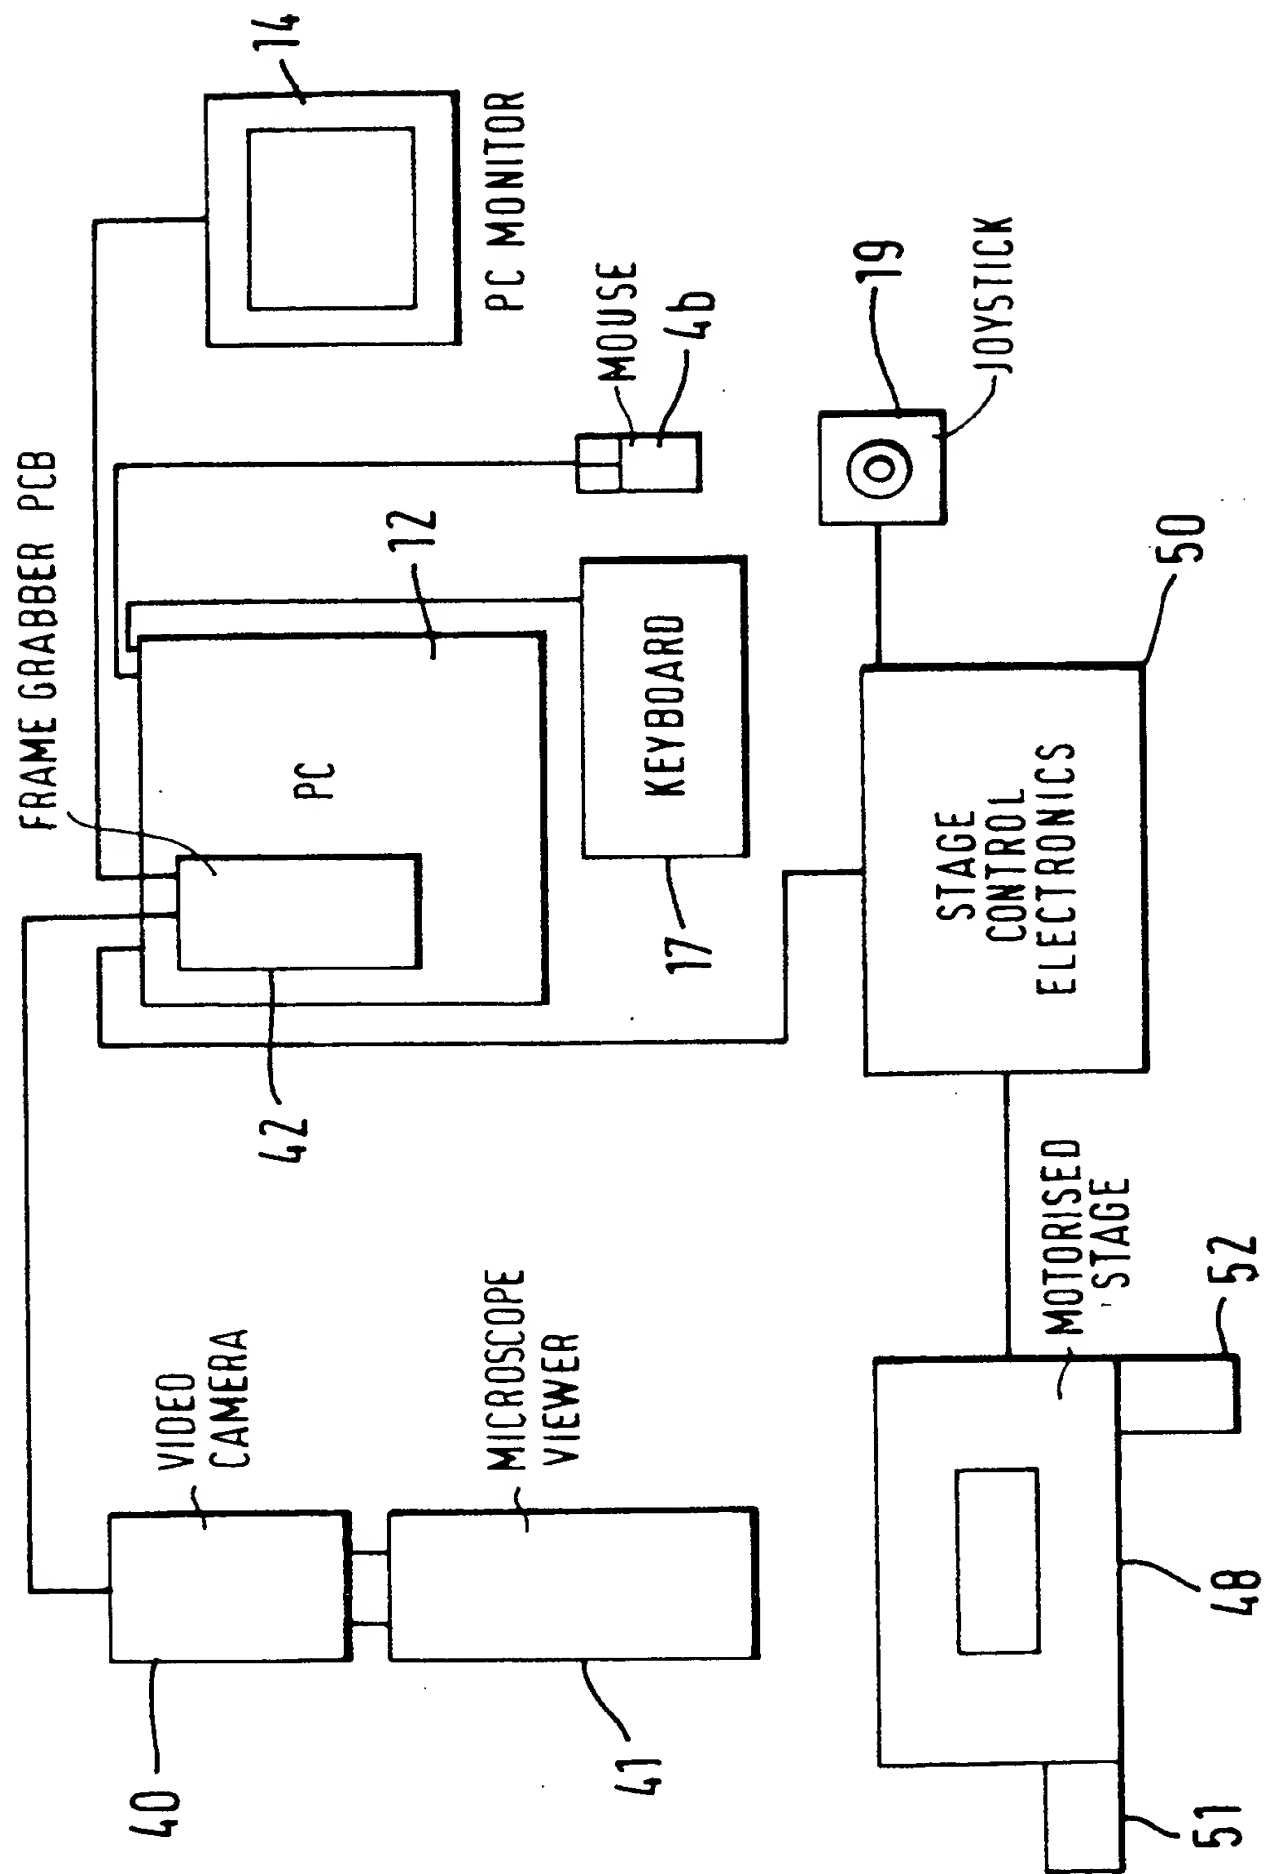 FRAME GRABBER PCB
14
40
VIDEO
CAMERA
42
PC
12
PC MONITOR
MICROSCOPE
VIEWER
MOUSE
41
17
KEYBOARD
4b
19
STAGE
CONTROL
ELECTRONICS
JOYSTICK
MOTORISED
STAGE
50
51
48
52